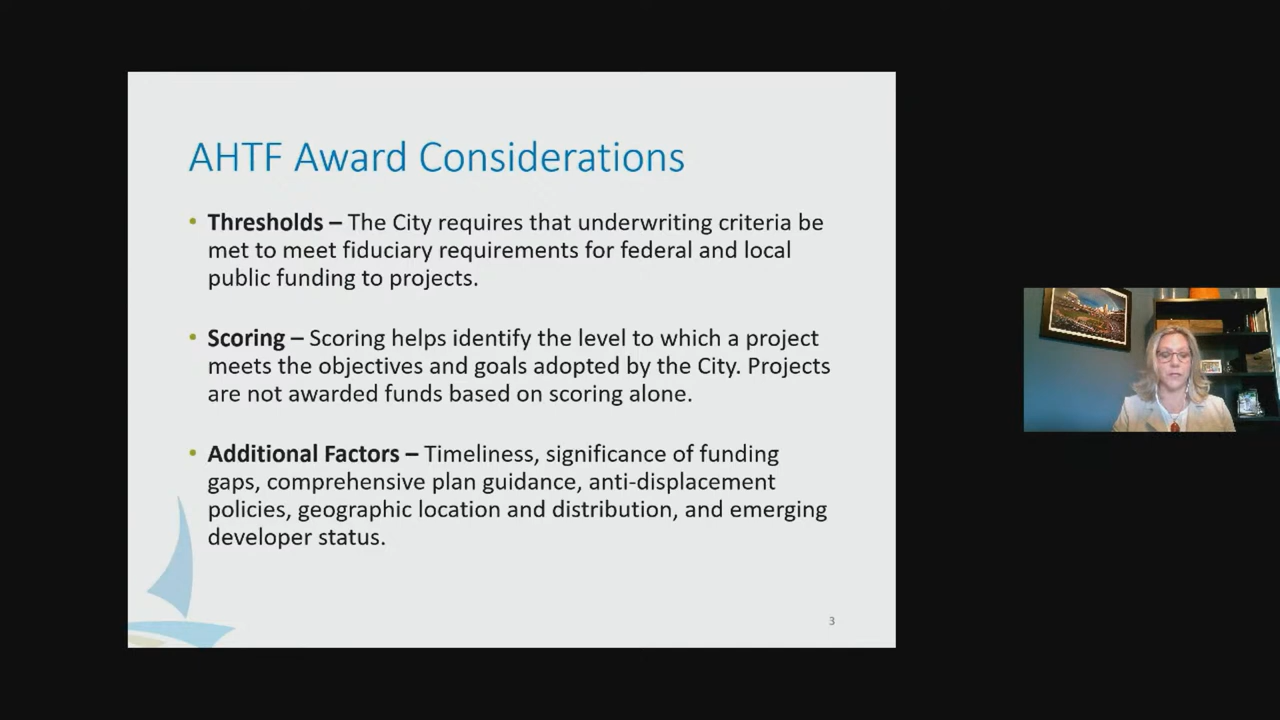 AHTF Award Considerations
• Thresholds – The City requires that underwriting criteria be
met to meet fiduciary requirements for federal and local
public funding to projects.
• Scoring – Scoring helps identify the level to which a project
meets the objectives and goals adopted by the City. Projects
are not awarded funds based on scoring alone.
• Additional Factors – Timeliness, significance of funding
gaps, comprehensive plan guidance, anti-displacement
policies, geographic location and distribution, and emerging
developer status.
3